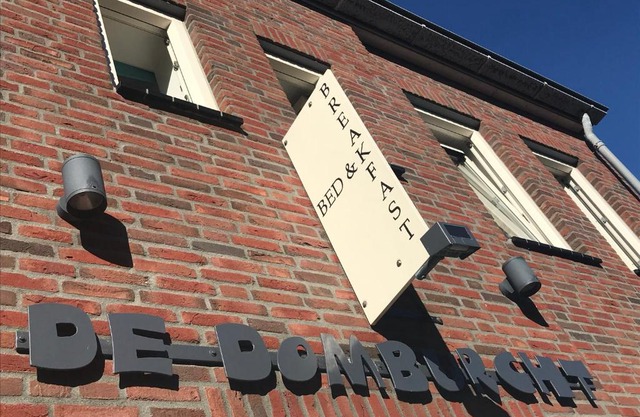 BREAKFAST
BED &
DE DOMBURCHT